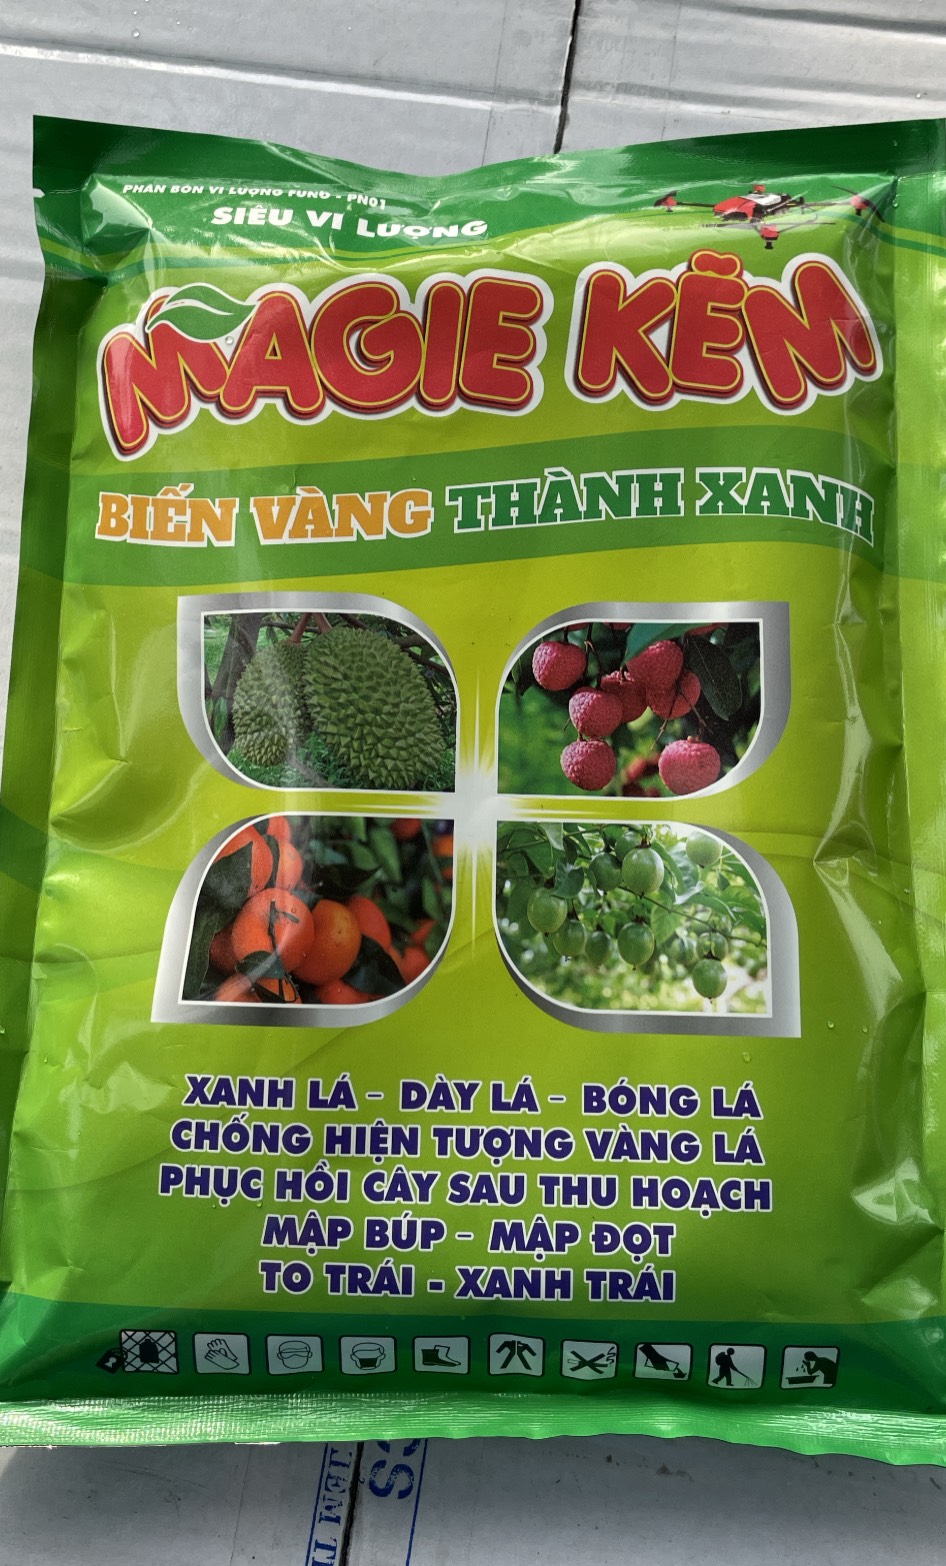 PHÂN BÓN VI LƯỢNG FUNO - PN01
SIÊU VI LƯỢNG
MAGIE KẼM
BIẾN VÀNG THÀNH XANH
XANH LÁ - DÀY LÁ - BÓNG LÁ
CHỐNG HIỆN TƯỢNG VÀNG LÁ
PHỤC HỒI CÂY SAU THU HOẠCH
MẬP BÚP - MẬP ĐỌT
TO TRÁI - XANH TRÁI